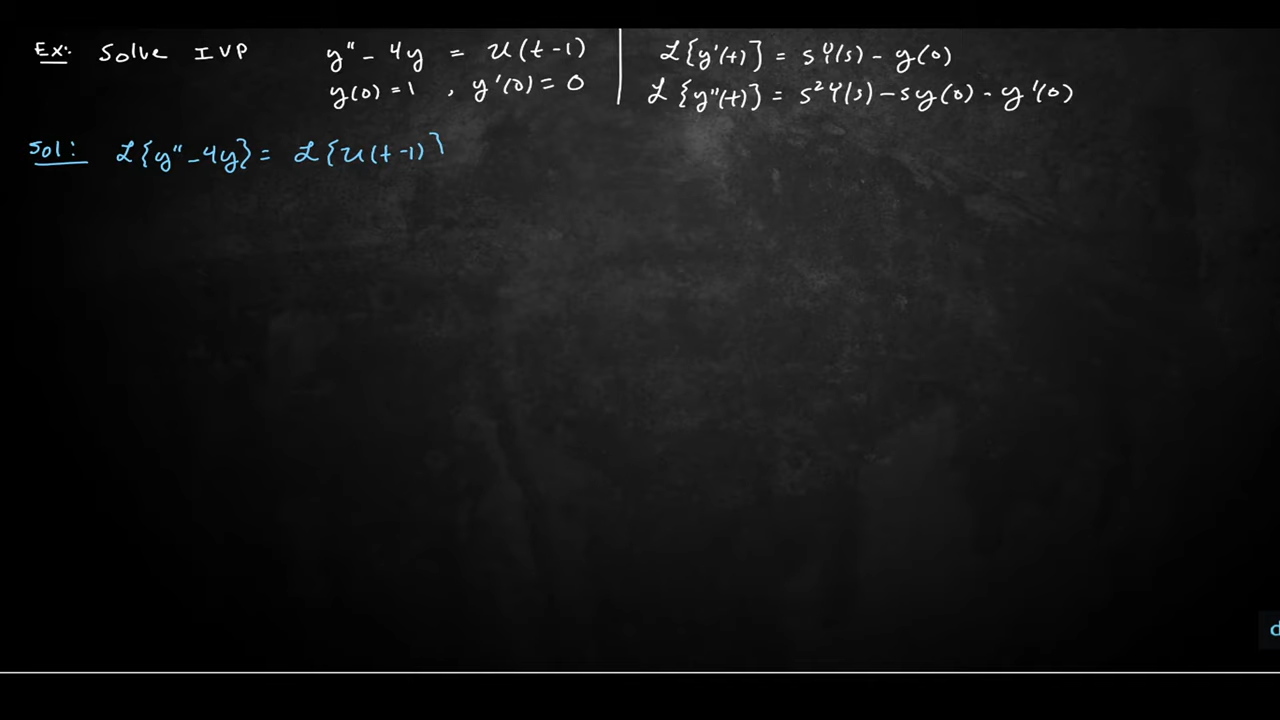 Ex: Solve IVP y" - 4y = u(t-1)
y(0) = 1 , y'(0) = 0
ℒ{y'(t)} = sY(s) - y(0)
ℒ{y"(t)} = s²Y(s) - sy(0) - y'(0)
Sol: ℒ{y" - 4y} = ℒ{u(t-1)}